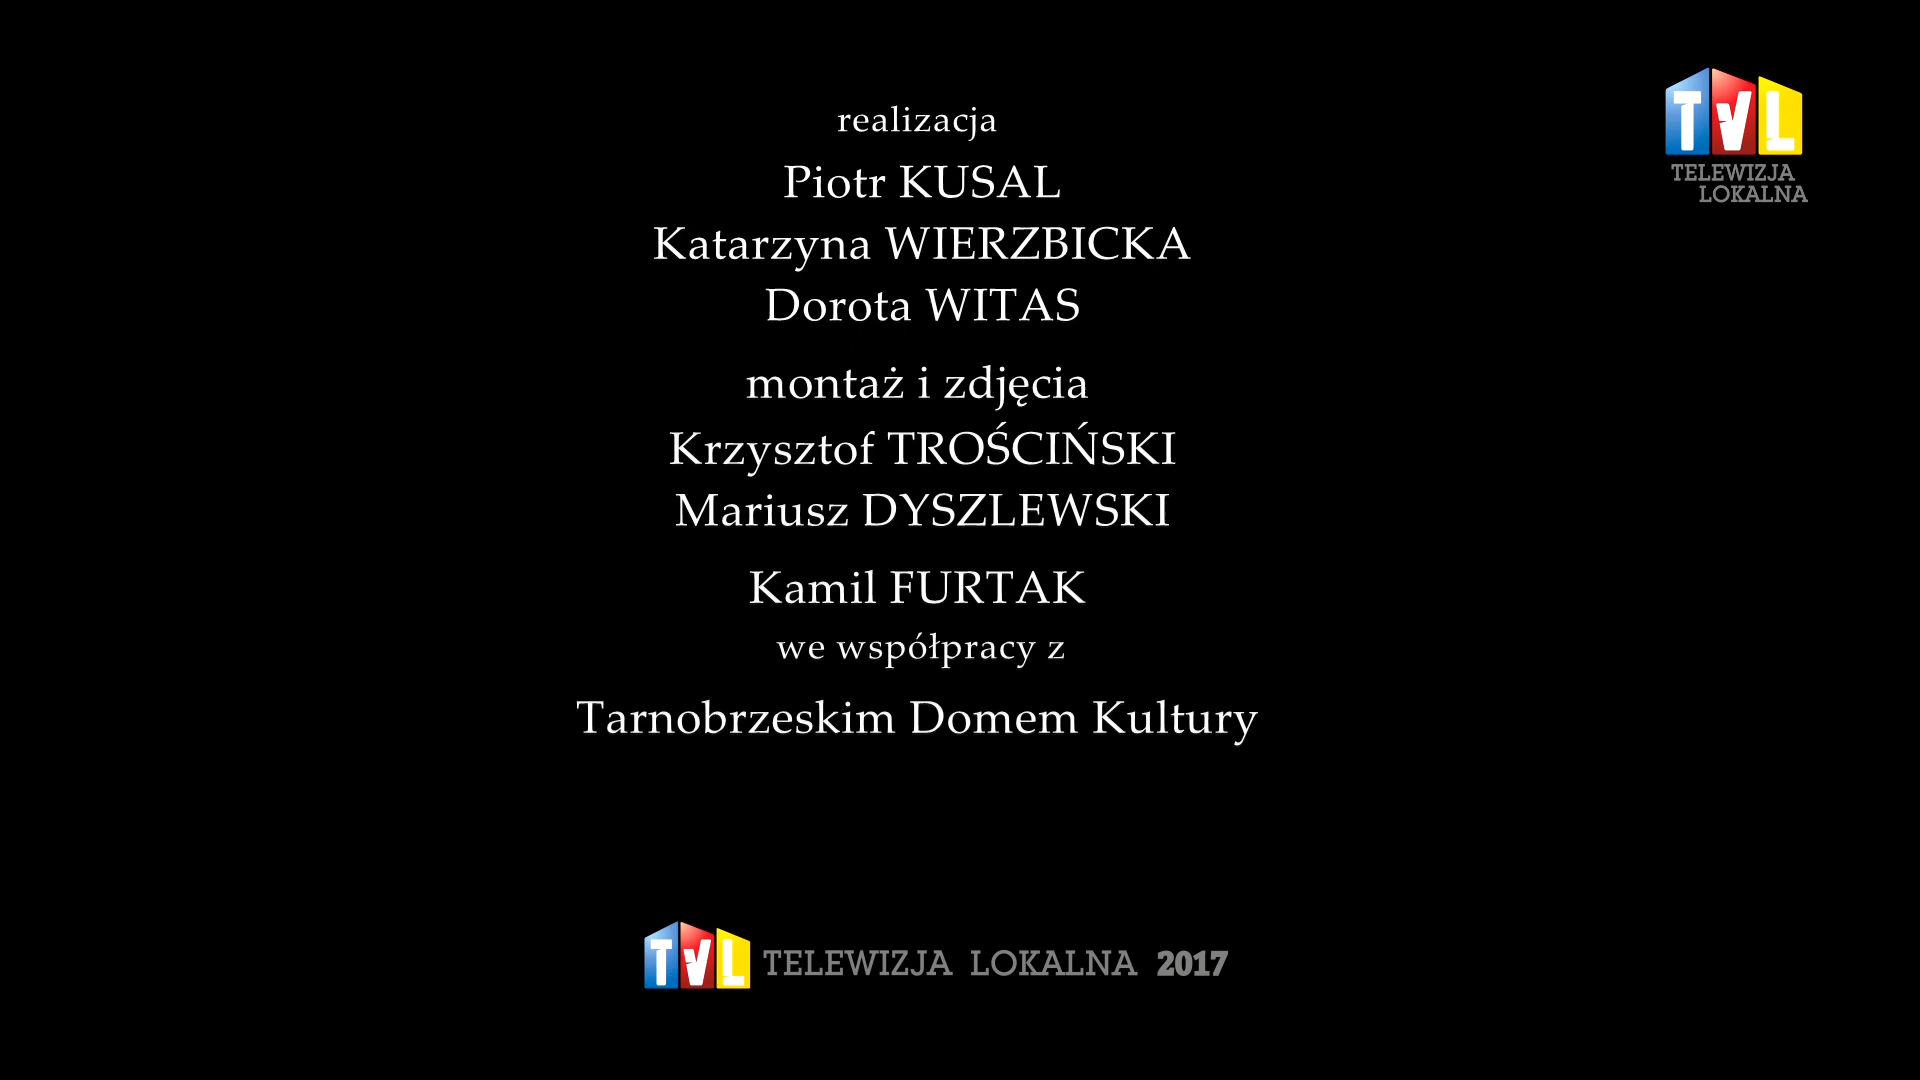 realizacja
TVL
TELEWIZJA
LOKALNA
Piotr KUSAL
Katarzyna WIERZBICKA
Dorota WITAS
montaż i zdjęcia
Krzysztof TROŚCIŃSKI
Mariusz DYSZLEWSKI
Kamil FURTAK
we współpracy z
Tarnobrzeskim Domem Kultury
TVL TELEWIZJA LOKALNA 2017